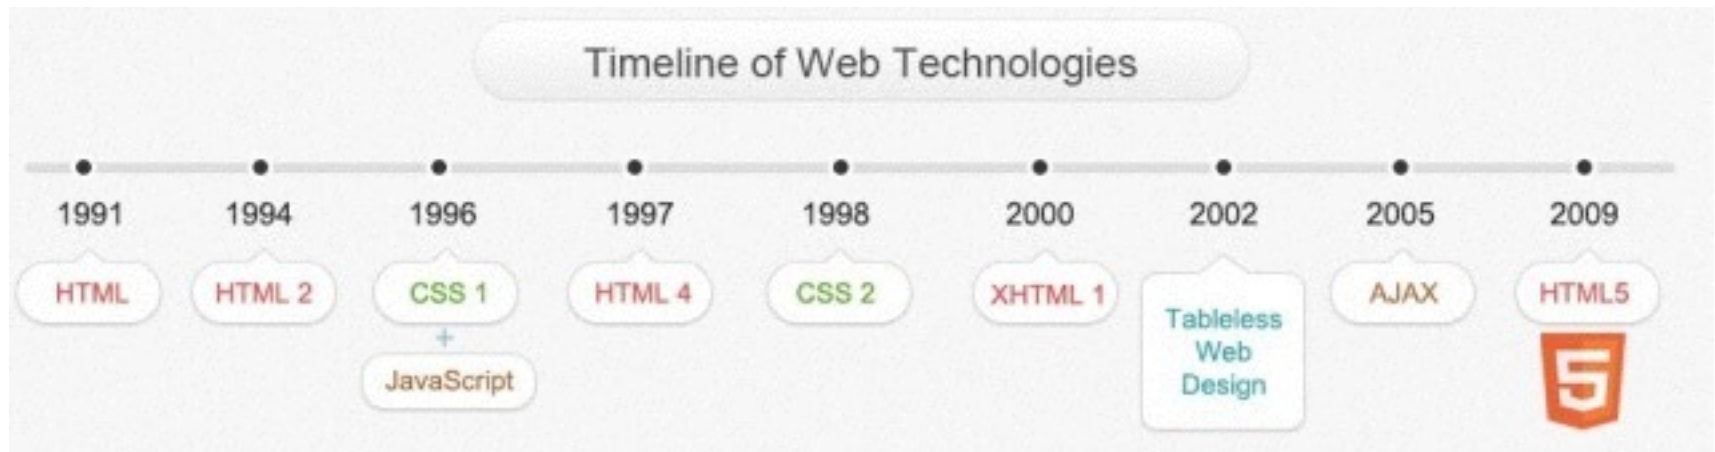 Timeline of Web Technologies
1991 1994 1996 1997 1998 2000 2002 2005 2009
HTML HTML 2 CSS 1 HTML 4 CSS 2 XHTML 1 AJAX HTML5
Tableless
Web
Design
+
JavaScript
5